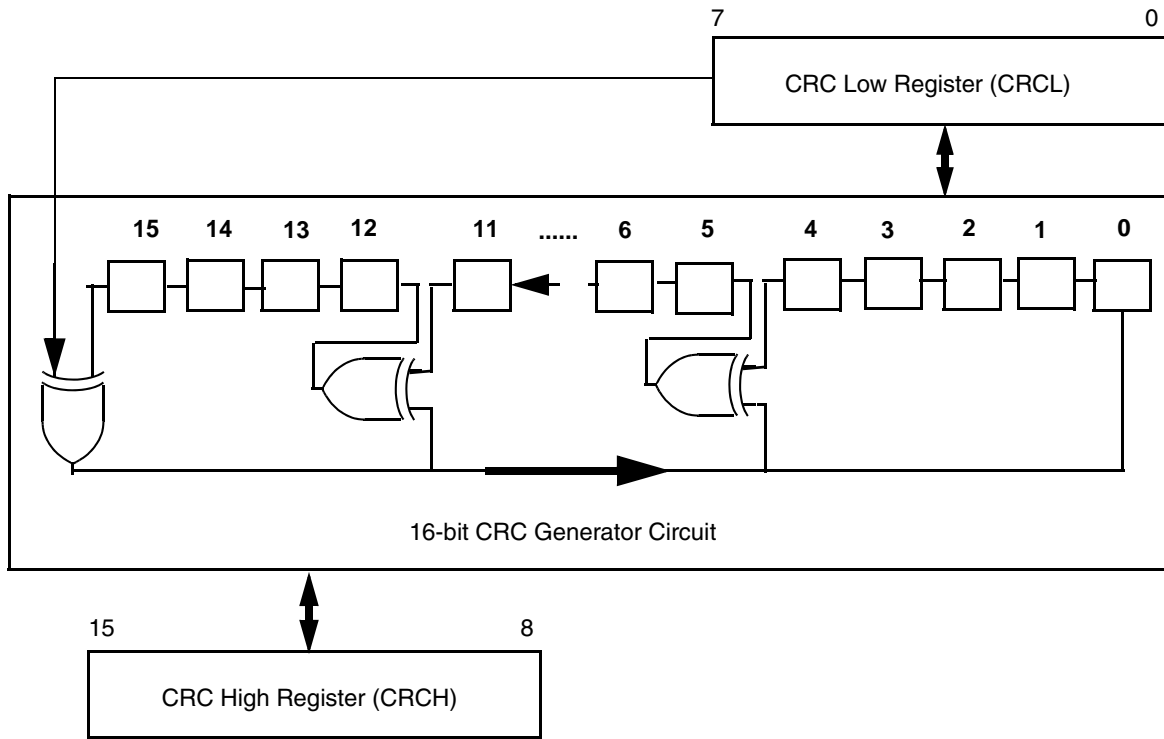 7 0
CRC Low Register (CRCL)
15 14 13 12 11 ...... 6 5 4 3 2 1 0
16-bit CRC Generator Circuit
15 8
CRC High Register (CRCH)